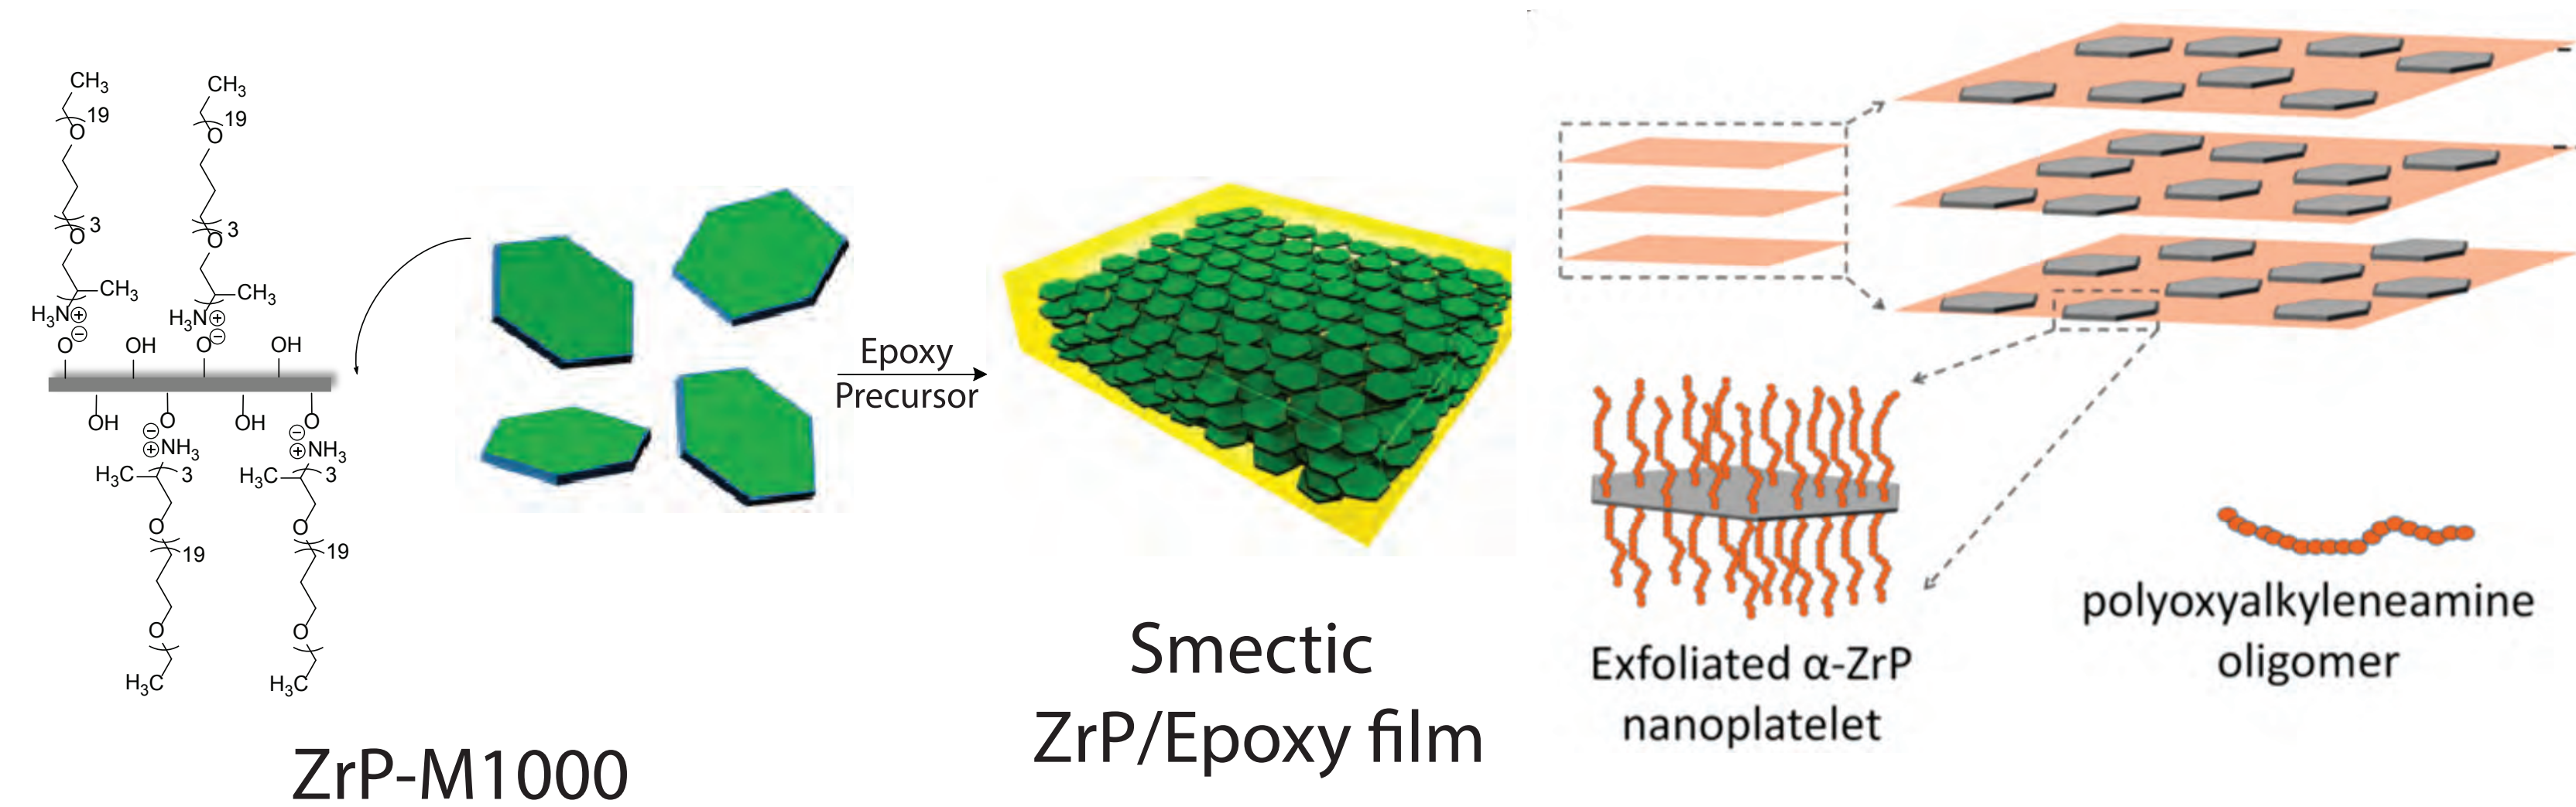 CH₃
CH₃
19
19
O
O
3
3
O
O
CH₃
CH₃
H₃N⊕
H₃N⊕
⊖
⊖
O
OH
O
OH
OH
O
OH
O
⊖
⊖
⊕NH₃
⊕NH₃
H₃C
3
H₃C
3
O
O
19
19
O
O
H₃C
H₃C
ZrP-M1000
Epoxy
Precursor
Smectic
ZrP/Epoxy film
Exfoliated α-ZrP
nanoplatelet
polyoxyalkyleneamine
oligomer